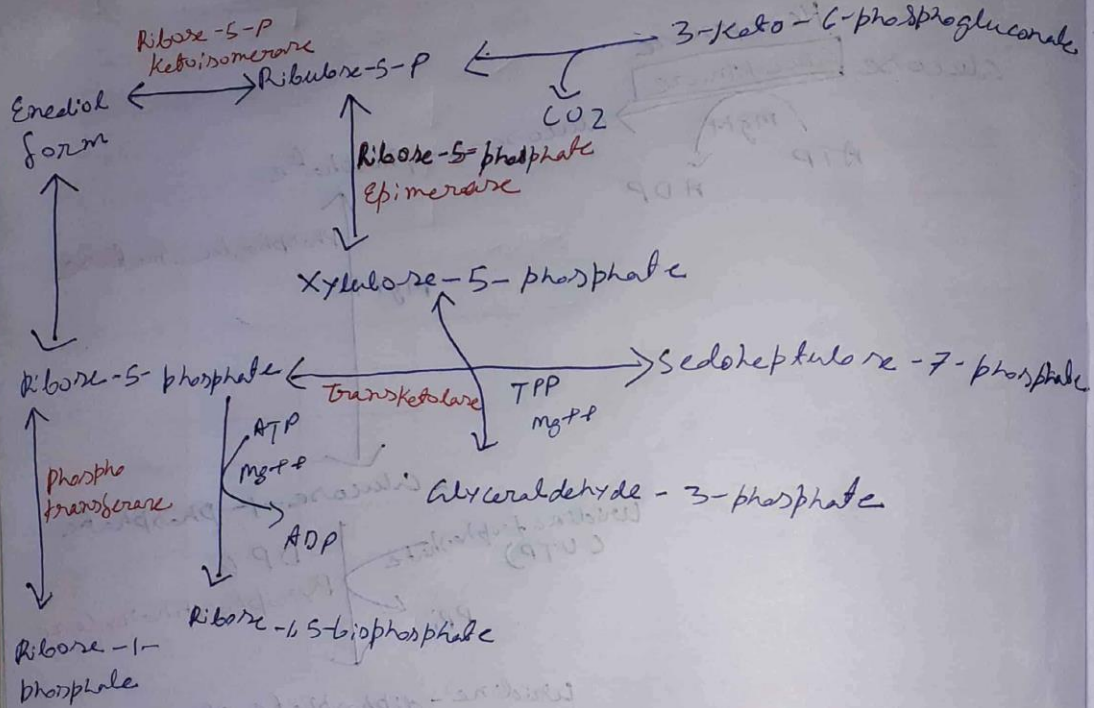 Ribose-5-P
Ketoisomerase
3-Keto-6-phosphogluconate
Ribulose-5-P
Enediol
form
CO2
Ribose-5-phosphate
Epimerase
Xylulose-5-phosphate
Ribose-5-phosphate
Transketolase
TPP
Mg++
Sedoheptulose-7-phosphate
ATP
Mg++
ADP
Phospho
transferase
Glyceraldehyde-3-phosphate
Ribose-1,5-biophosphate
Ribose-1-
phosphate